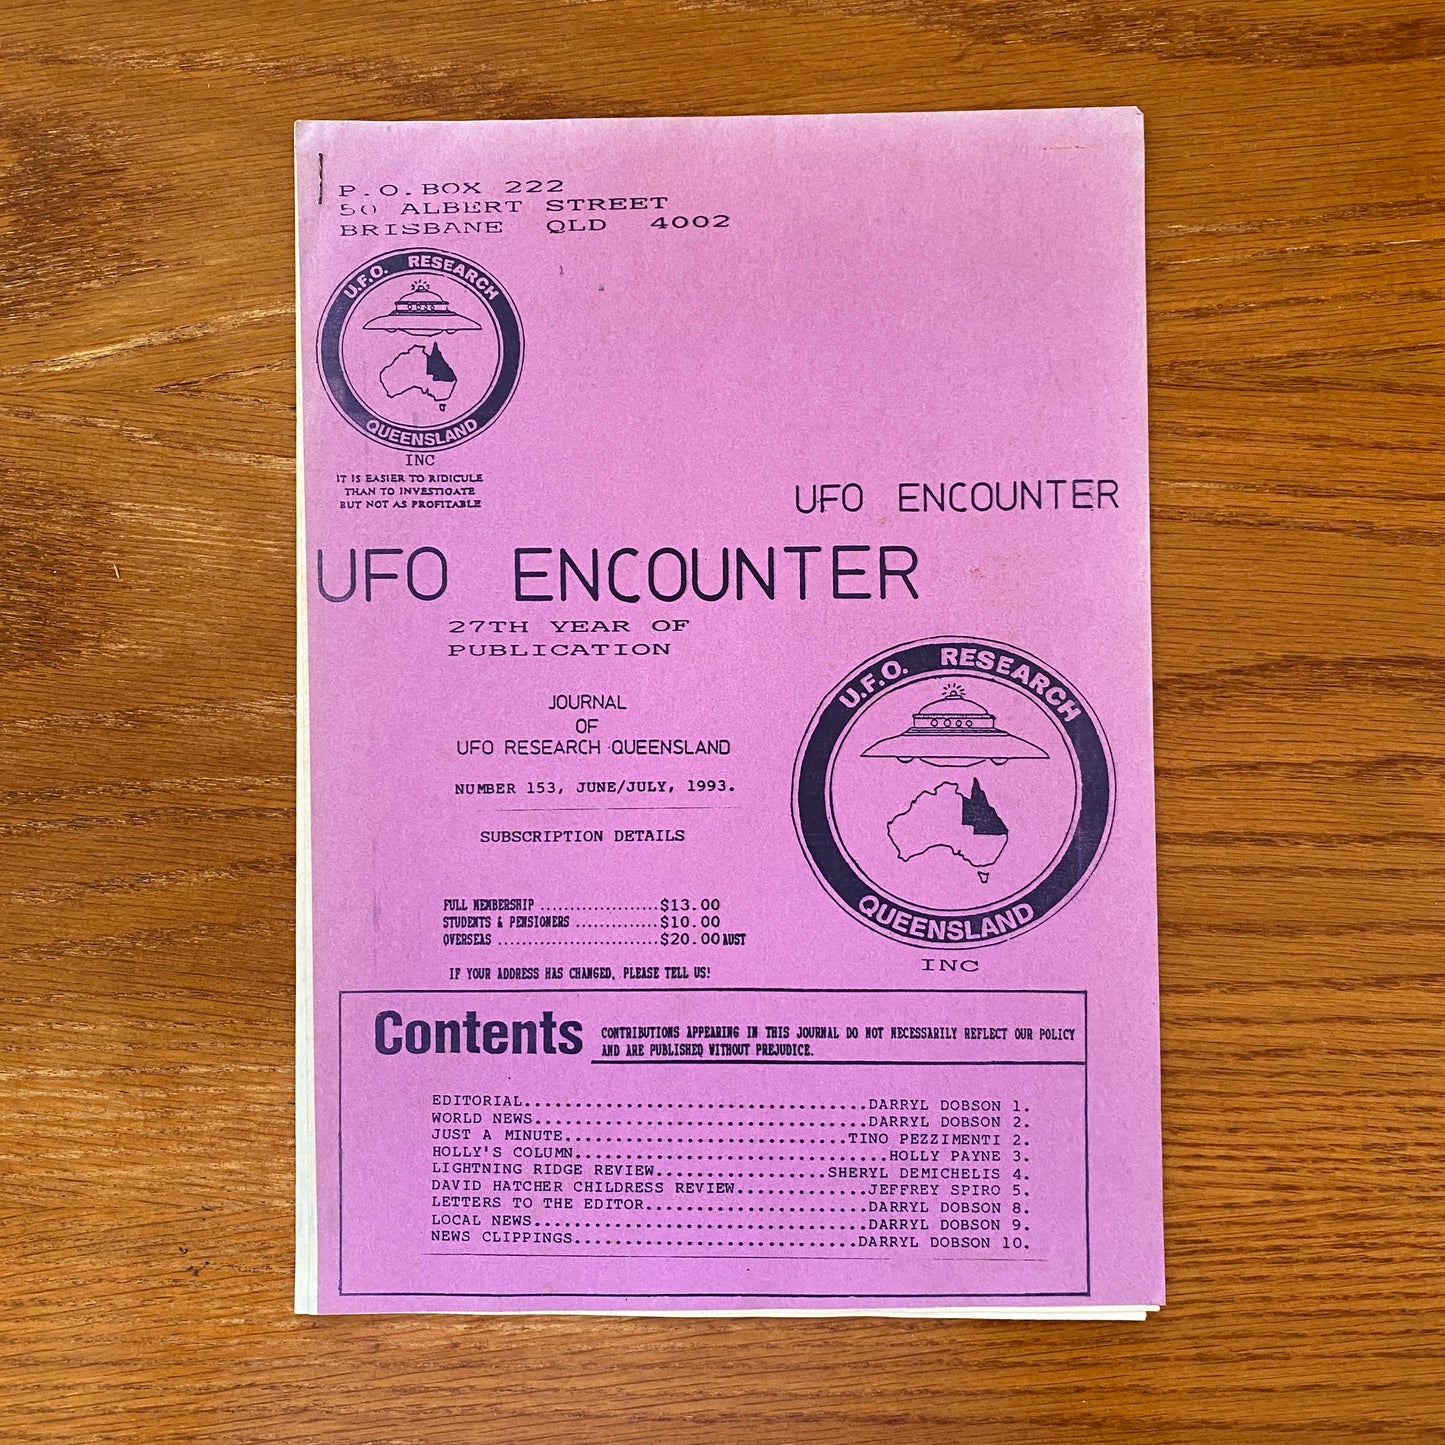 P.O.BOX 222
50 ALBERT STREET
BRISBANE QLD 4002
U.F.O. RESEARCH
QUEENSLAND
INC
IT IS EASIER TO RIDICULE
THAN TO INVESTIGATE
BUT NOT AS PROFITABLE
UFO ENCOUNTER
UFO ENCOUNTER
27TH YEAR OF
PUBLICATION
JOURNAL
OF
UFO RESEARCH QUEENSLAND
NUMBER 153, JUNE/JULY, 1993.
SUBSCRIPTION DETAILS
FULL MEMBERSHIP ....................$13.00
STUDENTS & PENSIONERS ..............$10.00
OVERSEAS ...........................$20.00 AUST
IF YOUR ADDRESS HAS CHANGED, PLEASE TELL US!
U.F.O. RESEARCH
QUEENSLAND
INC
Contents
CONTRIBUTIONS APPEARING IN THIS JOURNAL DO NOT NECESSARILY REFLECT OUR POLICY
AND ARE PUBLISHED WITHOUT PREJUDICE.
EDITORIAL..................................DARRYL DOBSON 1.
WORLD NEWS.................................DARRYL DOBSON 2.
JUST A MINUTE............................TINO PEZZIMENTI 2.
HOLLY'S COLUMN...............................HOLLY PAYNE 3.
LIGHTNING RIDGE REVIEW.................SHERYL DEMICHELIS 4.
DAVID HATCHER CHILDRESS REVIEW.............JEFFREY SPIRO 5.
LETTERS TO THE EDITOR......................DARRYL DOBSON 8.
LOCAL NEWS.................................DARRYL DOBSON 9.
NEWS CLIPPINGS............................DARRYL DOBSON 10.